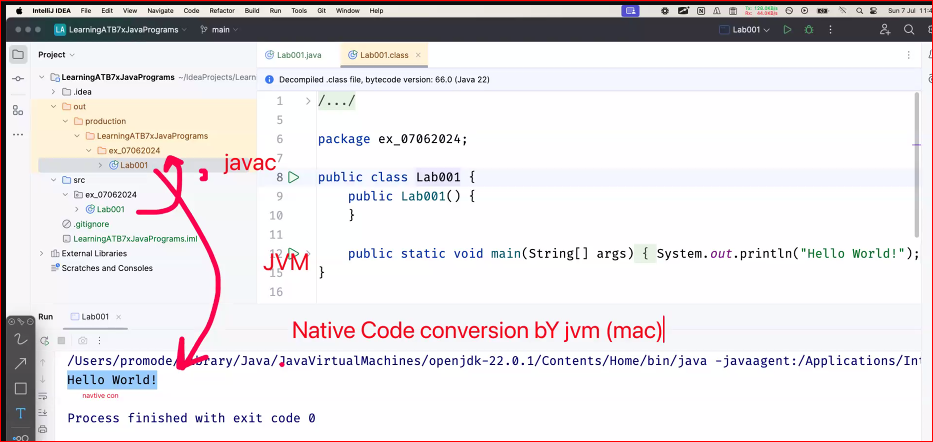 IntelliJ IDEA File Edit View Navigate Code Refactor Build Run Tools Git Window Help
Sun 7 Jul 11:4
LA LearningATB7xJavaPrograms main Lab001
Project
Lab001.java Lab001.class
LearningATB7xJavaPrograms ~/IdeaProjects/Learn
Decompiled .class file, bytecode version: 66.0 (Java 22)
.idea
out
production
LearningATB7xJavaPrograms
ex_07062024
Lab001
src
ex_07062024
Lab001
.gitignore
LearningATB7xJavaPrograms.iml
External Libraries
Scratches and Consoles
javac
JVM
1 /.../
5
6 package ex_07062024;
7
8 public class Lab001 {
9 public Lab001() {
10 }
11
12 public static void main(String[] args) { System.out.println("Hello World!");
15 }
16
Native Code conversion bY jvm (mac)
Run Lab001
/Users/promode/Library/Java/JavaVirtualMachines/openjdk-22.0.1/Contents/Home/bin/java -javaagent:/Applications/Int
Hello World!
navtive con
Process finished with exit code 0
T